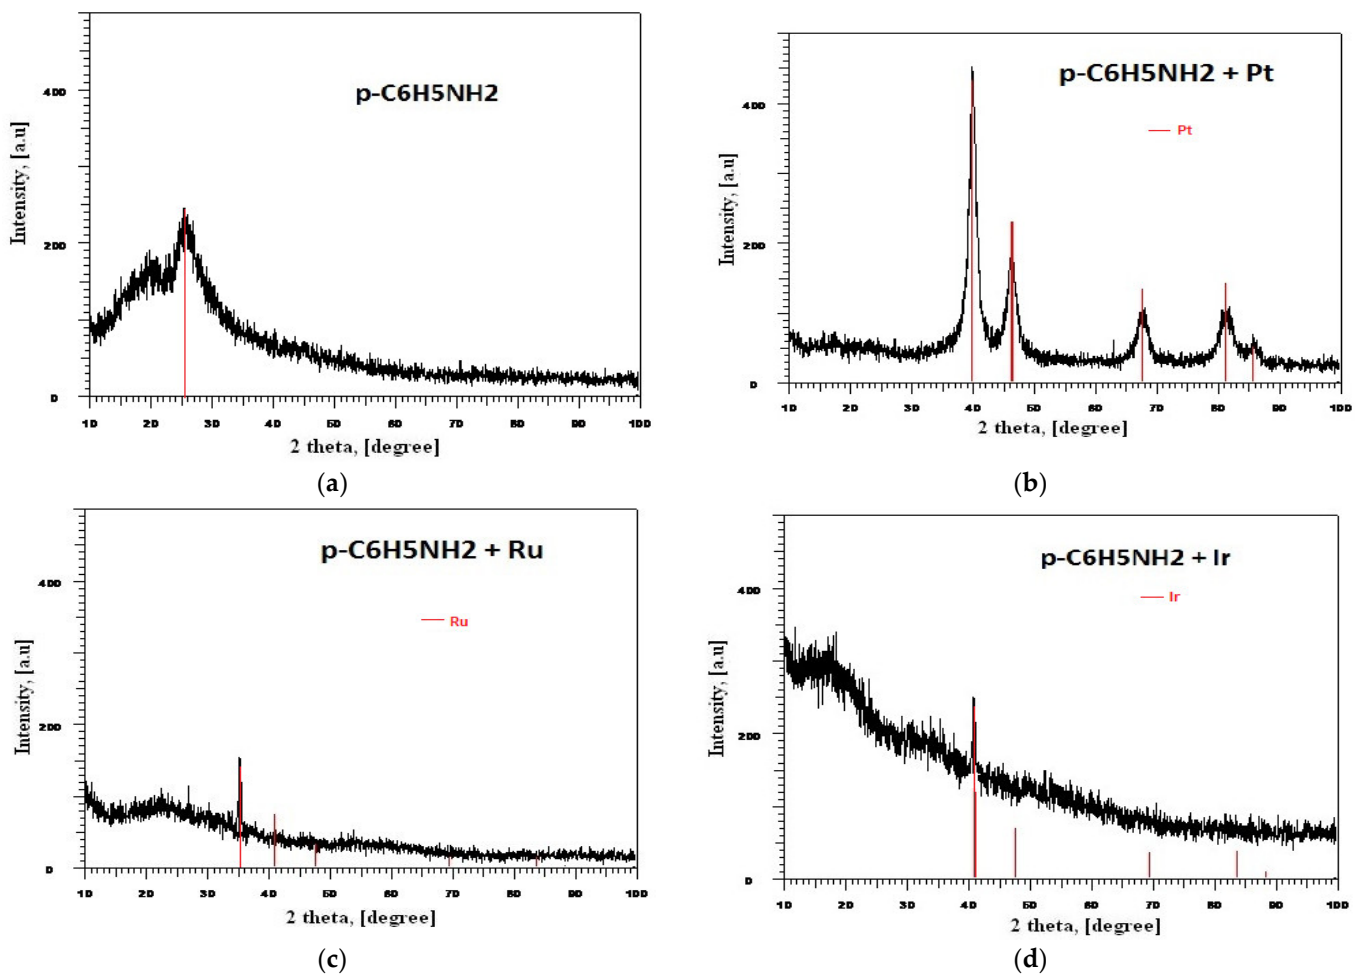 p-C6H5NH2
400
200
0
Intensity, [a.u]
10 20 30 40 50 60 70 80 90 100
2 theta, [degree]
(a)
p-C6H5NH2 + Pt
Pt
400
200
0
Intensity, [a.u]
10 20 30 40 50 60 70 80 90 100
2 theta, [degree]
(b)
p-C6H5NH2 + Ru
Ru
400
200
0
Intensity, [a.u]
10 20 30 40 50 60 70 80 90 100
2 theta, [degree]
(c)
p-C6H5NH2 + Ir
Ir
400
200
0
Intensity, [a.u]
10 20 30 40 50 60 70 80 90 100
2 theta, [degree]
(d)